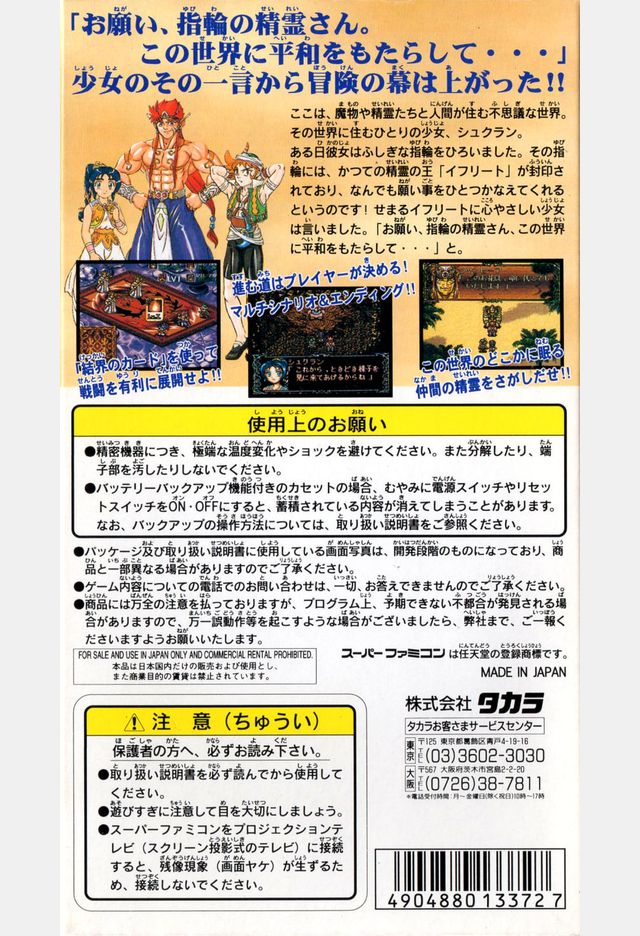 「お願い、指輪の精霊さん。
この世界に平和をもたらして・・・」
少女のその一言から冒険の幕は上がった!!
ここは、魔物や精霊たちと人間が住む不思議な世界。
その世界に住むひとりの少女、シュクラン。
ある日彼女はふしぎな指輪をひろいました。その指
輪には、かつての精霊の王「イフリート」が封印さ
れており、なんでも願い事をひとつかなえてくれる
というのです!せまるイフリートに心やさしい少女
は言いました。「お願い、指輪の精霊さん、この世界
に平和をもたらして・・・」と。
進む道はプレイヤーが決める!
マルチシナリオ&エンディング!!
シュクラン
これから、ときどき様子を
見に来てあげるからね」
「結界のカード」を使って
戦闘を有利に展開せよ!!
この世界のどこかに眠る
仲間の精霊をさがしだせ!!
使用上のお願い
●精密機器につき、極端な温度変化やショックを避けてください。また分解したり、端
子部を汚したりしないでください。
●バッテリーバックアップ機能付きのカセットの場合、むやみに電源スイッチやリセッ
トスイッチをON・OFFにすると、蓄積されている内容が消えてしまうことがあります。
なお、バックアップの操作方法については、取り扱い説明書をご参照ください。
●パッケージ及び取り扱い説明書に使用している画面写真は、開発段階のものになっており、商
品と一部異なる場合がありますのでご了承ください。
●ゲーム内容についての電話でのお問い合わせは、一切、お答えできませんのでご了承ください。
●商品には万全の注意を払っておりますが、プログラム上、予期できない不都合が発見される場
合がありますので、万一誤動作等を起こすような場合がございましたら、弊社まで、ご一報く
ださいますようお願いいたします。
FOR SALE AND USE IN JAPAN ONLY AND COMMERCIAL RENTAL PROHIBITED.
本品は日本国内だけの販売および使用とし、
また商業目的の賃貸は禁止されています。
スーパーファミコンは任天堂の登録商標です。
MADE IN JAPAN
⚠注意(ちゅうい)
保護者の方へ、必ずお読み下さい。
●取り扱い説明書を必ず読んでから使用して
ください。
●遊びすぎに注意して目を大切にしましょう。
●スーパーファミコンをプロジェクションテ
レビ(スクリーン投影式のテレビ)に接続
すると、残像現象(画面ヤケ)が生ずるた
め、接続しないでください。
株式会社 タカラ
タカラお客さまサービスセンター
東京 〒125 東京都葛飾区青戸4-19-16
TEL (03)3602-3030
大阪 〒567 大阪府茨木市宮島2-2-20
TEL (0726)38-7811
*電話受付時間:月〜金曜日(除く祝日)10時〜17時
4904880133727